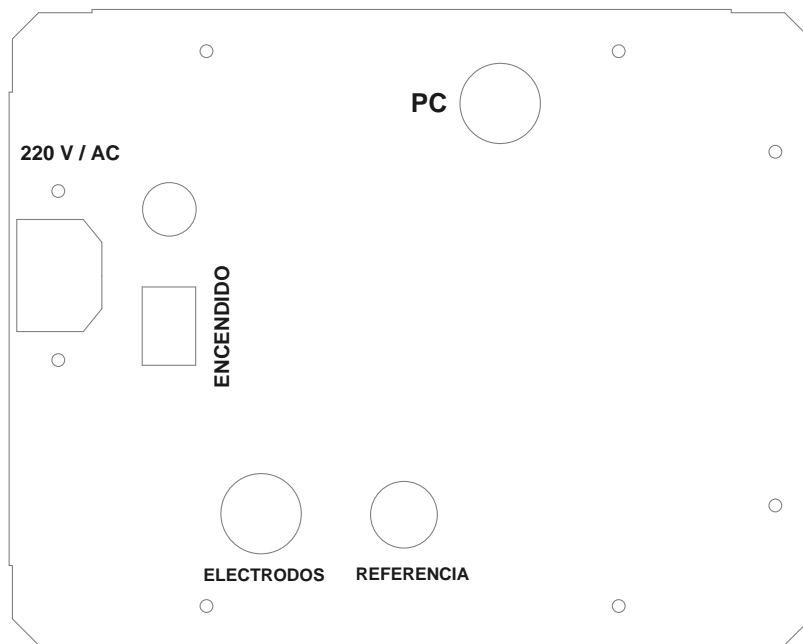 PC
220 V / AC
ENCENDIDO
ELECTRODOS
REFERENCIA